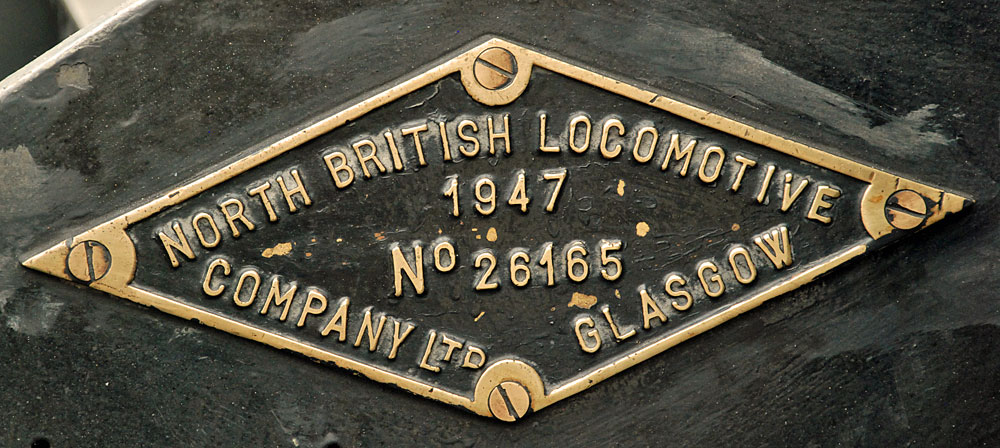 NORTH BRITISH LOCOMOTIVE
1947
No 26165
COMPANY LTD GLASGOW